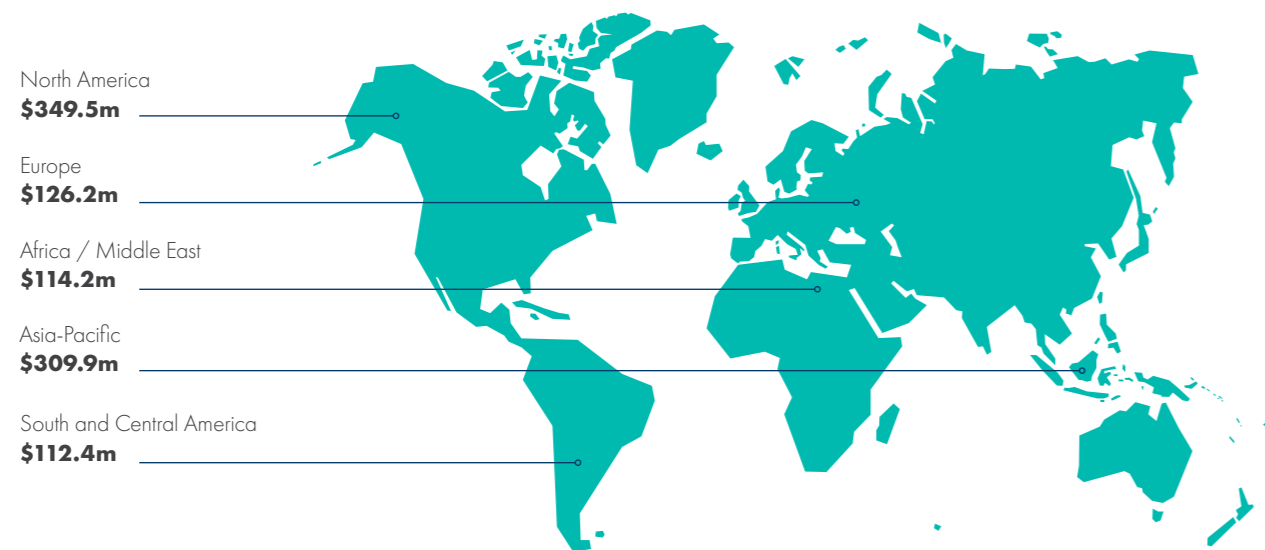 North America
$349.5m
Europe
$126.2m
Africa / Middle East
$114.2m
Asia-Pacific
$309.9m
South and Central America
$112.4m